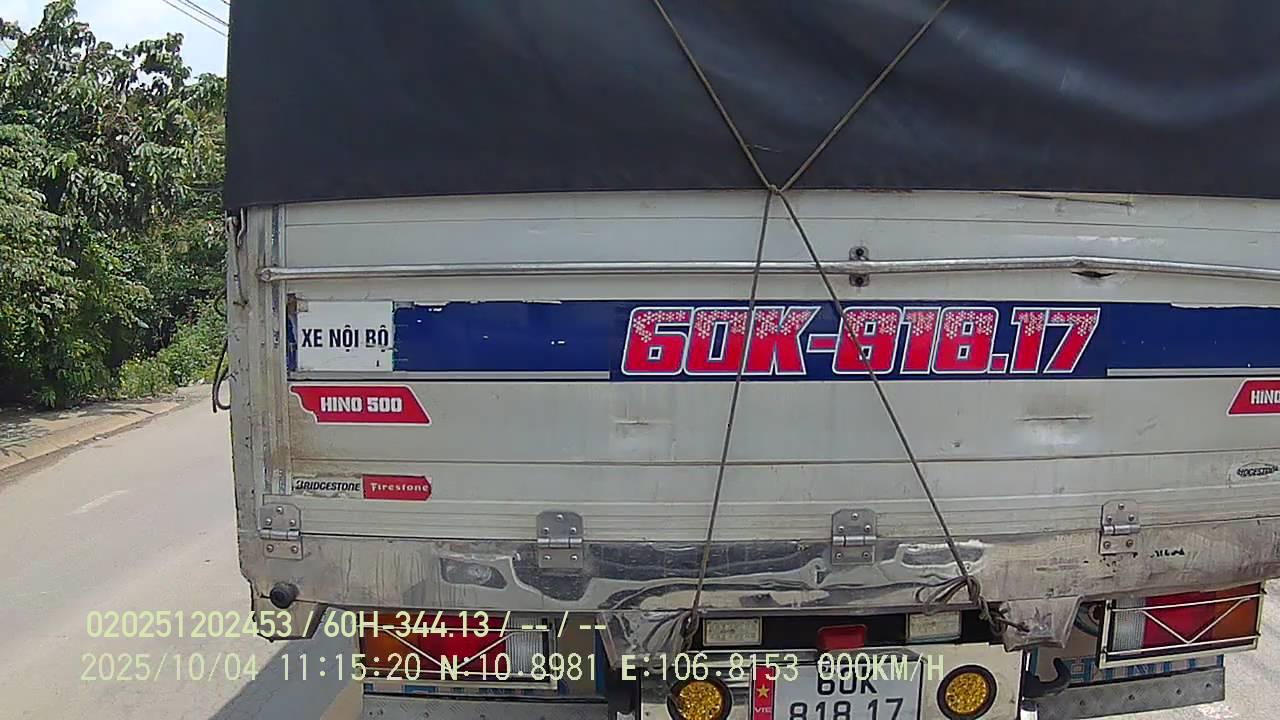 XE NỘI BỘ
60K-818.17
HINO 500
HINO
BRIDGESTONE Firestone
020251202453 / 60H-344.13 / -- / --
2025/10/04 11:15:20 N:10.8981 E:106.8153 000KM/H
60K
818.17